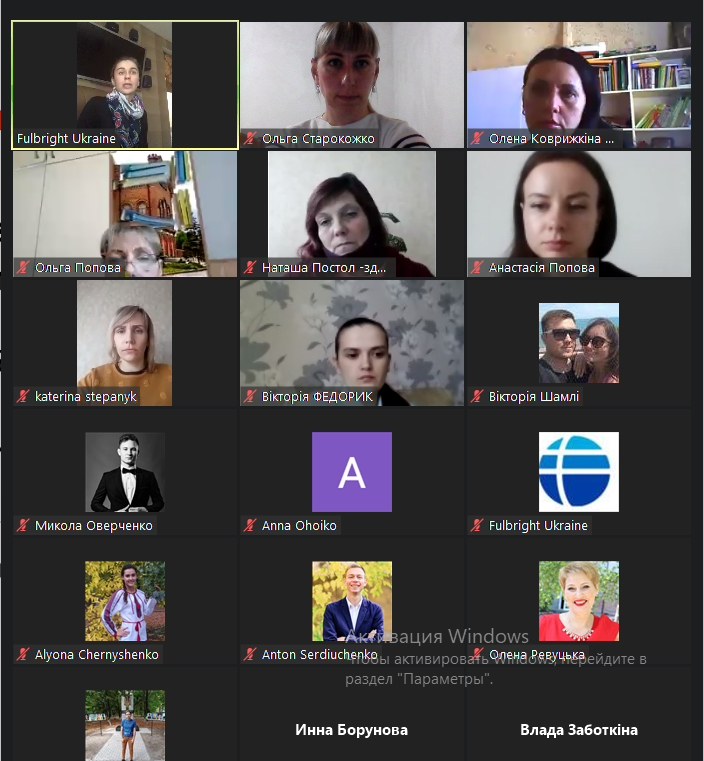 Fulbright Ukraine
Ольга Старокожко
Олена Коврижкіна ...
Ольга Попова
Наташа Постол -зд...
Анастасія Попова
katerina stepanyk
Вікторія ФЕДОРИК
Вікторія Шамлі
A
Микола Оверченко
Anna Ohoiko
Fulbright Ukraine
Alyona Chernyshenko
Anton Serdiuchenko
Олена Ревуцька
Активация Windows
Чтобы активировать Windows, перейдите в
раздел "Параметры".
Инна Борунова
Влада Заботкіна